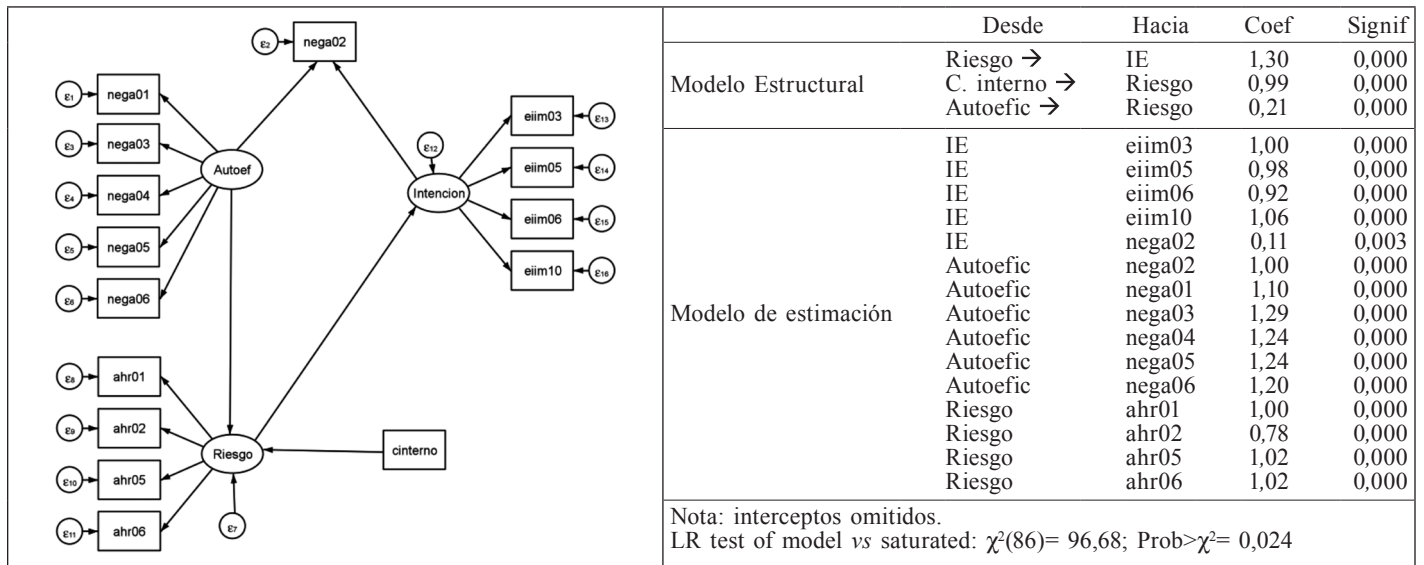 ε2 nega02
ε1 nega01
ε3 nega03
ε4 nega04
ε5 nega05
ε6 nega06
Autoef
ε12
Intencion
eiim03 ε13
eiim05 ε14
eiim06 ε15
eiim10 ε16
ε8 ahr01
ε9 ahr02
ε10 ahr05
ε11 ahr06
Riesgo
ε7
cinterno
Desde Hacia Coef Signif
Modelo Estructural
Riesgo → IE 1,30 0,000
C. interno → Riesgo 0,99 0,000
Autoefic → Riesgo 0,21 0,000
Modelo de estimación
IE eiim03 1,00 0,000
IE eiim05 0,98 0,000
IE eiim06 0,92 0,000
IE eiim10 1,06 0,000
IE nega02 0,11 0,003
Autoefic nega02 1,00 0,000
Autoefic nega01 1,10 0,000
Autoefic nega03 1,29 0,000
Autoefic nega04 1,24 0,000
Autoefic nega05 1,24 0,000
Autoefic nega06 1,20 0,000
Riesgo ahr01 1,00 0,000
Riesgo ahr02 0,78 0,000
Riesgo ahr05 1,02 0,000
Riesgo ahr06 1,02 0,000
Nota: interceptos omitidos.
LR test of model vs saturated: χ²(86)= 96,68; Prob>χ²= 0,024